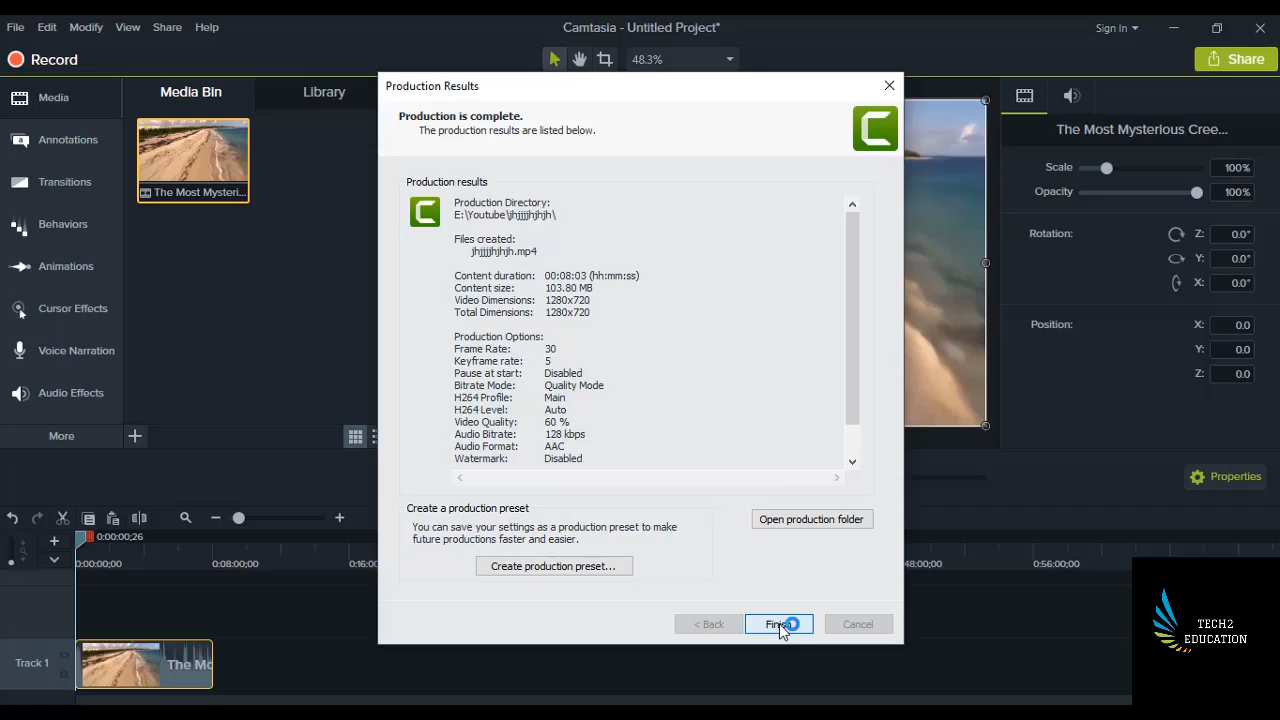 File Edit Modify View Share Help
Camtasia - Untitled Project*
Sign In
Record
48.3%
Share
Production Results
Production is complete.
The production results are listed below.
Media
Annotations
Transitions
Behaviors
Animations
Cursor Effects
Voice Narration
Audio Effects
More
Media Bin
Library
The Most Mysteri...
Production results
Production Directory:
E:\Youtube\jhjjjjhjhjh\
Files created:
jhjjjjhjhjh.mp4
Content duration: 00:08:03 (hh:mm:ss)
Content size: 103.80 MB
Video Dimensions: 1280x720
Total Dimensions: 1280x720
Production Options:
Frame Rate: 30
Keyframe rate: 5
Pause at start: Disabled
Bitrate Mode: Quality Mode
H264 Profile: Main
H264 Level: Auto
Video Quality: 60 %
Audio Bitrate: 128 kbps
Audio Format: AAC
Watermark: Disabled
Create a production preset
You can save your settings as a production preset to make
future productions faster and easier.
Create production preset...
Open production folder
< Back
Finish
Cancel
The Most Mysterious Cree...
Scale 100%
Opacity 100%
Rotation: Z: 0.0°
Y: 0.0°
X: 0.0°
Position: X: 0.0
Y: 0.0
Z: 0.0
Properties
0:00:00;26
0:00:00;00 0:08:00;00 0:16:0 48:00;00 0:56:00;00
Track 1
The Mo
TECH2
EDUCATION